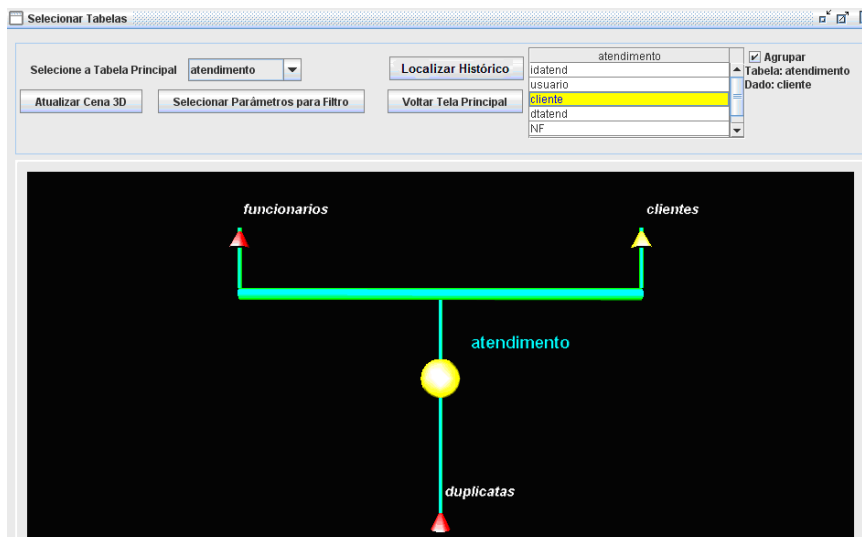 Selecionar Tabelas
Selecione a Tabela Principal
atendimento
Localizar Histórico
Atualizar Cena 3D
Selecionar Parâmetros para Filtro
Voltar Tela Principal
atendimento
idatend
usuario
cliente
dtatend
NF
Agrupar
Tabela: atendimento
Dado: cliente
funcionarios
clientes
atendimento
duplicatas